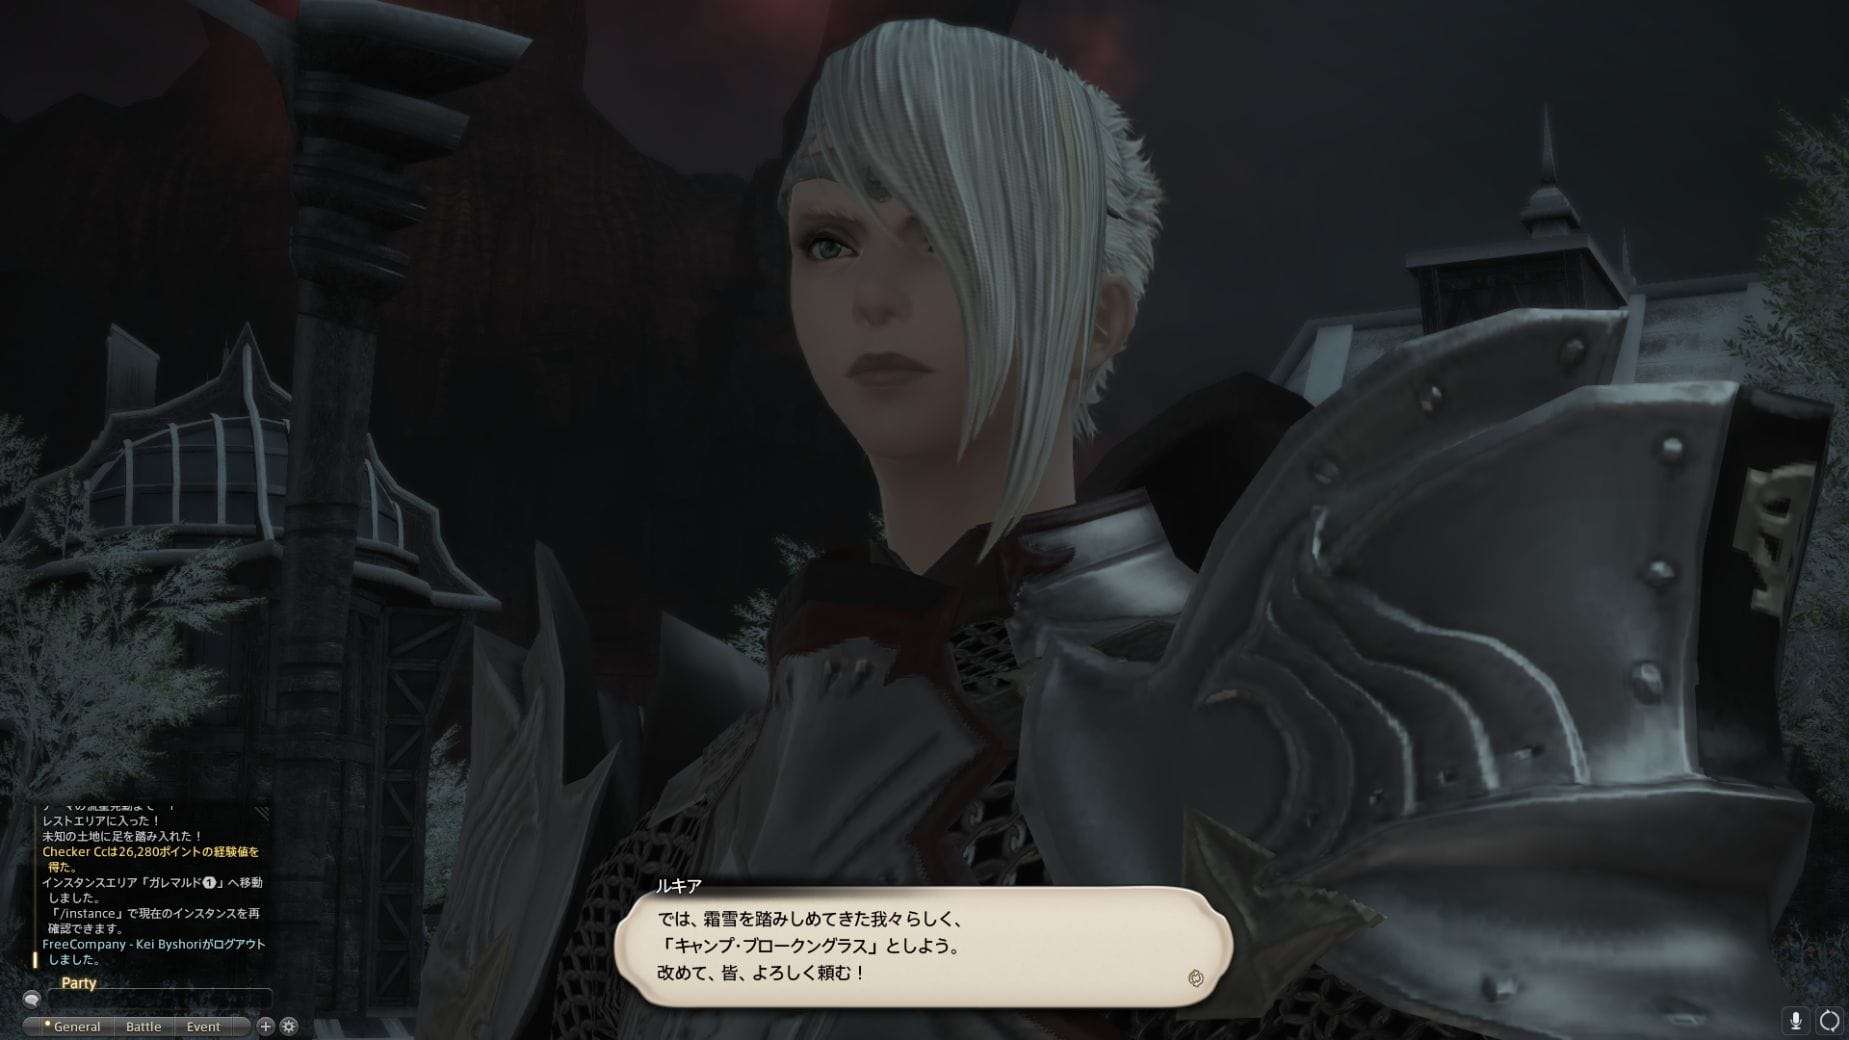 レストエリアに入った！
未知の土地に足を踏み入れた！
Checker Ccは26,280ポイントの経験値を
得た。
インスタンスエリア「ガレマルド1」へ移動
しました。
「/instance」で現在のインスタンスを再
確認できます。
FreeCompany - Kei Byshoriがログアウト
しました。
Party
General Battle Event
ルキア
では、霜雪を踏みしめてきた我々らしく、
「キャンプ・ブロークングラス」としよう。
改めて、皆、よろしく頼む！